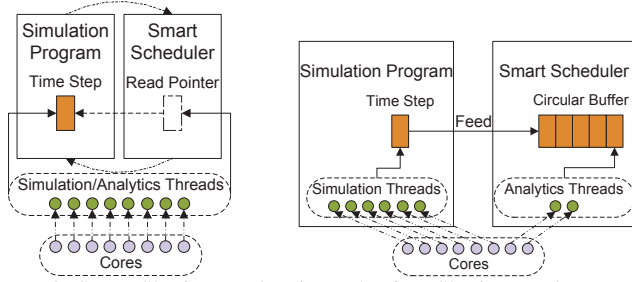 Simulation
Program
Smart
Scheduler
Time Step
Read Pointer
Simulation/Analytics Threads
Cores
Simulation Program
Smart Scheduler
Time Step
Circular Buffer
Feed
Simulation Threads
Analytics Threads
Cores